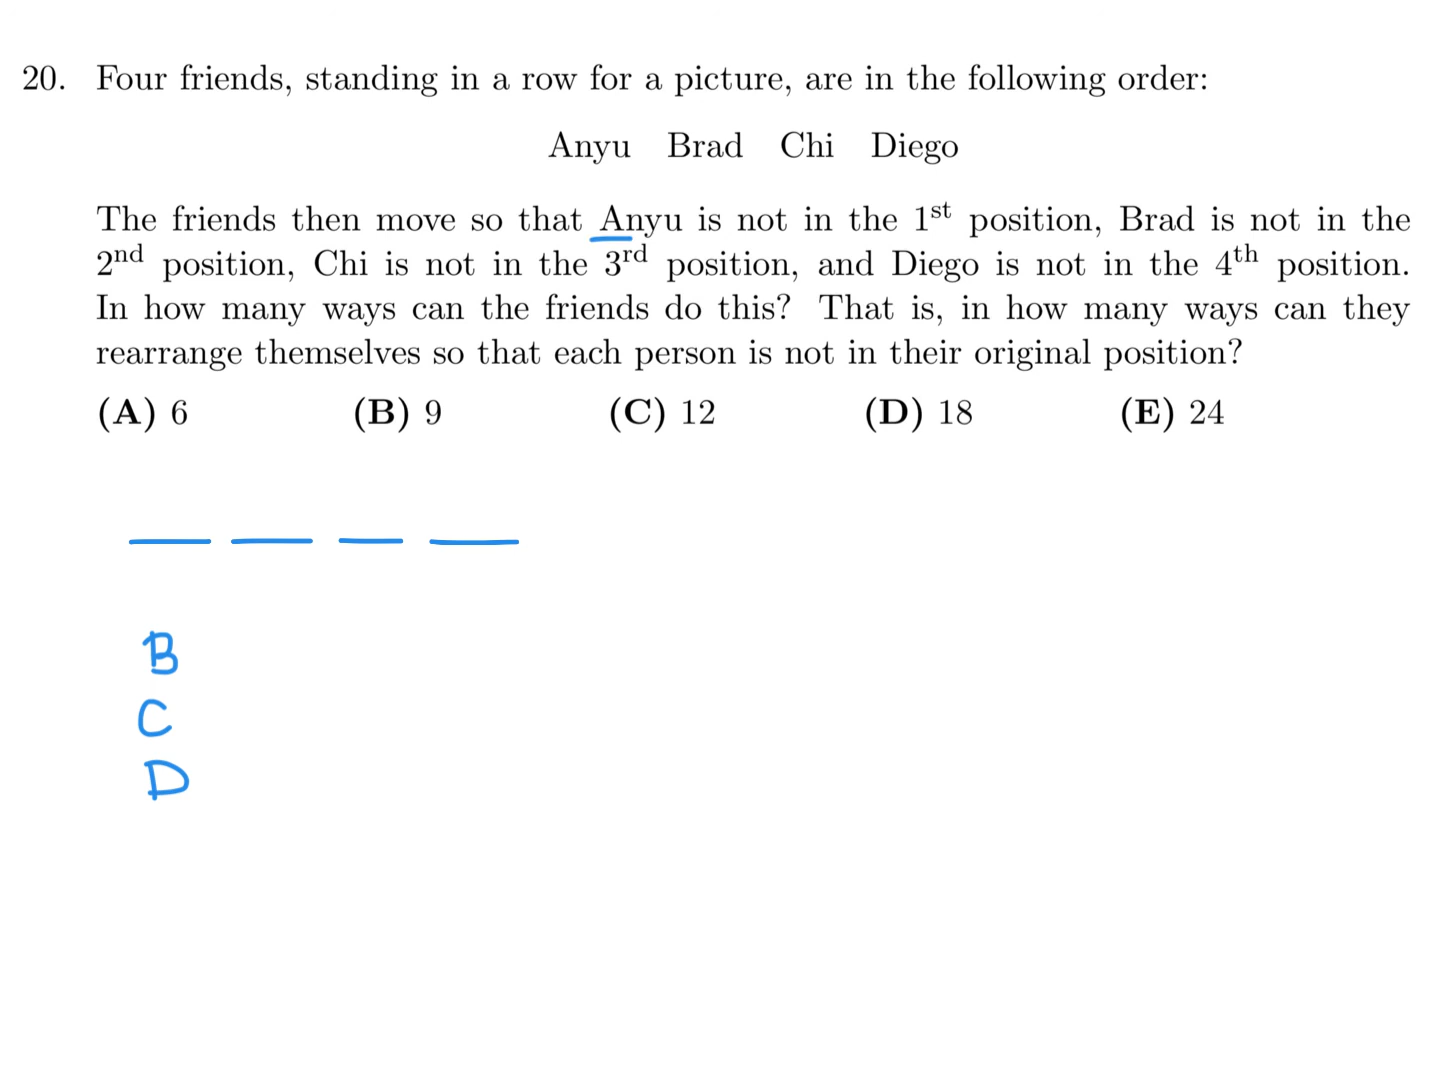 20. Four friends, standing in a row for a picture, are in the following order:
Anyu Brad Chi Diego
The friends then move so that Anyu is not in the 1st position, Brad is not in the
2nd position, Chi is not in the 3rd position, and Diego is not in the 4th position.
In how many ways can the friends do this? That is, in how many ways can they
rearrange themselves so that each person is not in their original position?
(A) 6 (B) 9 (C) 12 (D) 18 (E) 24
B
C
D